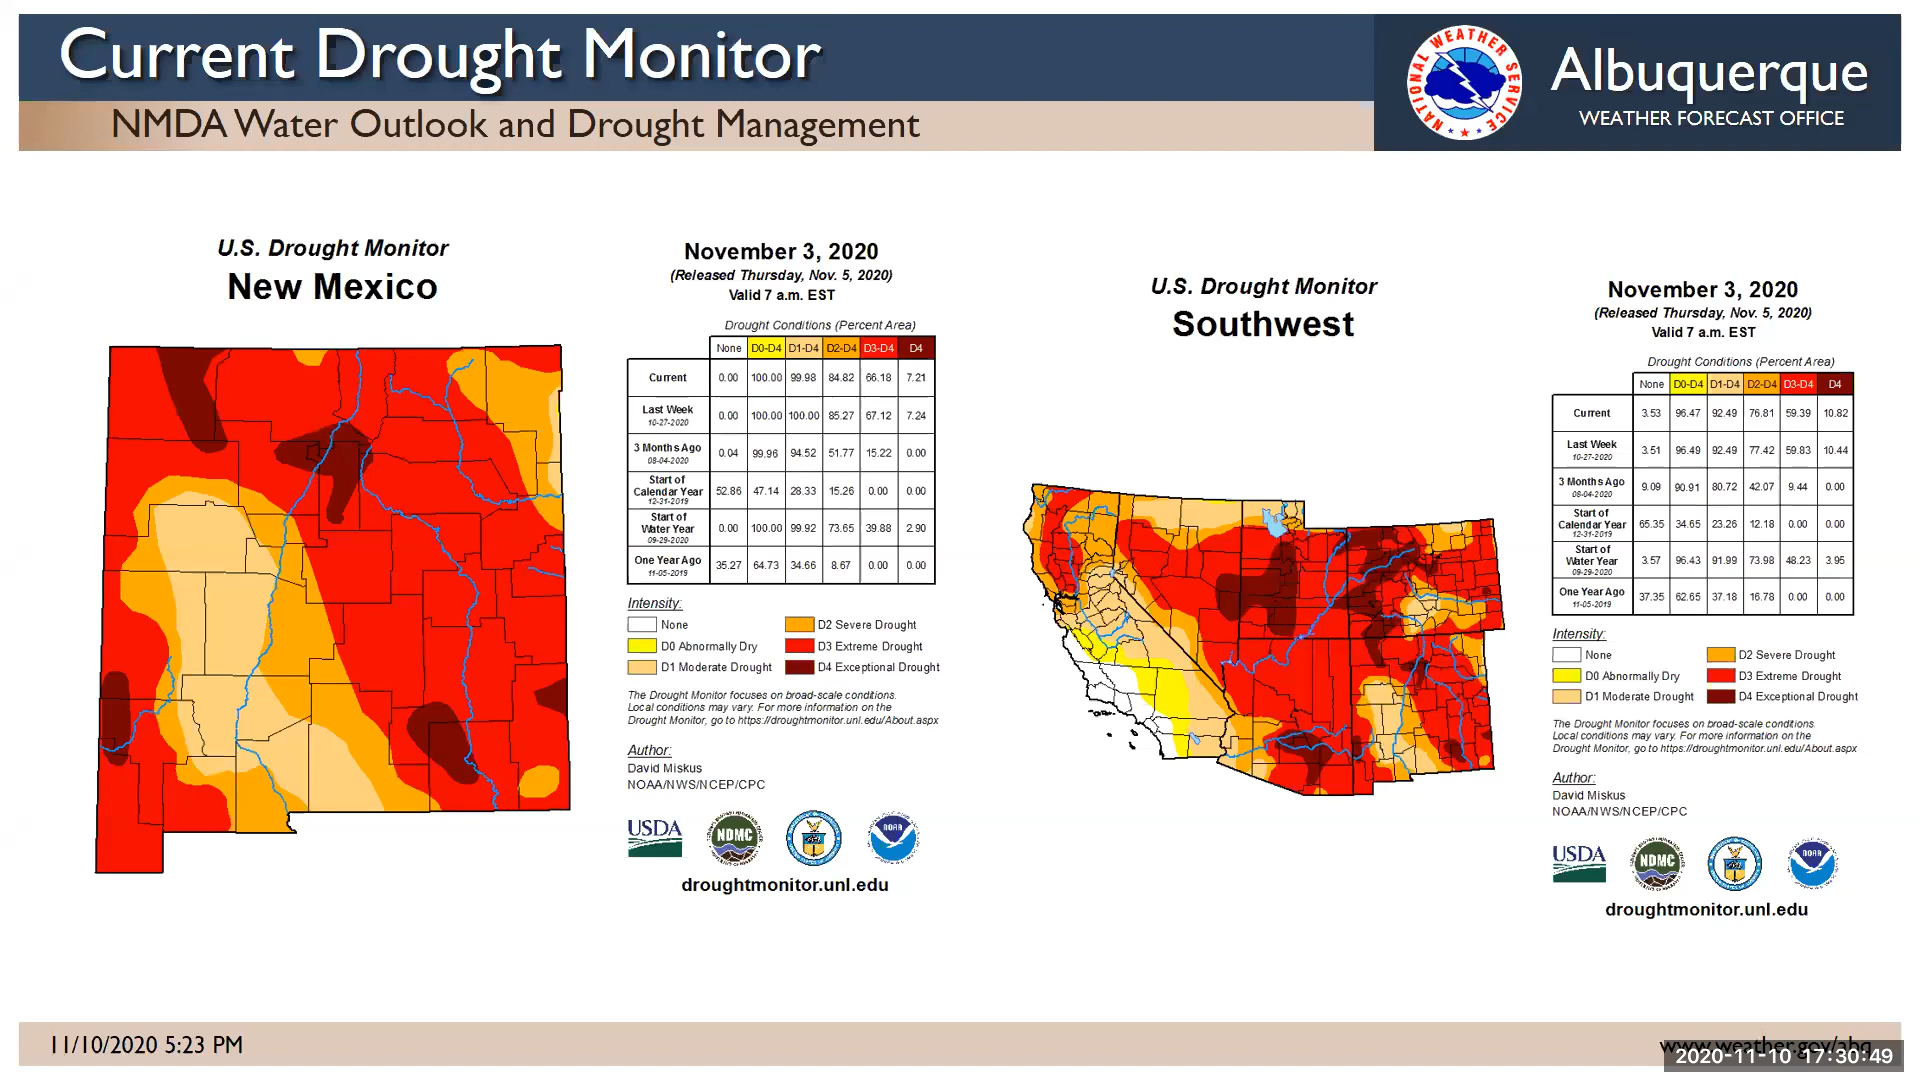 Current Drought Monitor
NMDA Water Outlook and Drought Management
NATIONAL WEATHER SERVICE
Albuquerque
WEATHER FORECAST OFFICE
U.S. Drought Monitor
New Mexico
November 3, 2020
(Released Thursday, Nov. 5, 2020)
Valid 7 a.m. EST
Drought Conditions (Percent Area)
None D0-D4 D1-D4 D2-D4 D3-D4 D4
Current 0.00 100.00 99.98 84.82 66.18 7.21
Last Week 10-27-2020 0.00 100.00 100.00 85.27 67.12 7.24
3 Months Ago 08-04-2020 0.04 99.96 94.52 51.77 15.22 0.00
Start of Calendar Year 12-31-2019 52.86 47.14 28.33 15.26 0.00 0.00
Start of Water Year 09-29-2020 0.00 100.00 99.92 73.65 39.88 2.90
One Year Ago 11-05-2019 35.27 64.73 34.66 8.67 0.00 0.00
Intensity:
None D2 Severe Drought
D0 Abnormally Dry D3 Extreme Drought
D1 Moderate Drought D4 Exceptional Drought
The Drought Monitor focuses on broad-scale conditions.
Local conditions may vary. For more information on the
Drought Monitor, go to https://droughtmonitor.unl.edu/About.aspx
Author:
David Miskus
NOAA/NWS/NCEP/CPC
USDA NDMC NOAA
droughtmonitor.unl.edu
U.S. Drought Monitor
Southwest
November 3, 2020
(Released Thursday, Nov. 5, 2020)
Valid 7 a.m. EST
Drought Conditions (Percent Area)
None D0-D4 D1-D4 D2-D4 D3-D4 D4
Current 3.53 96.47 92.49 76.81 59.39 10.82
Last Week 10-27-2020 3.51 96.49 92.49 77.42 59.83 10.44
3 Months Ago 08-04-2020 9.09 90.91 80.72 42.07 9.44 0.00
Start of Calendar Year 12-31-2019 65.35 34.65 23.26 12.18 0.00 0.00
Start of Water Year 09-29-2020 3.57 96.43 91.99 73.98 48.23 3.95
One Year Ago 11-05-2019 37.35 62.65 37.18 16.78 0.00 0.00
Intensity:
None D2 Severe Drought
D0 Abnormally Dry D3 Extreme Drought
D1 Moderate Drought D4 Exceptional Drought
The Drought Monitor focuses on broad-scale conditions.
Local conditions may vary. For more information on the
Drought Monitor, go to https://droughtmonitor.unl.edu/About.aspx
Author:
David Miskus
NOAA/NWS/NCEP/CPC
USDA NDMC NOAA
droughtmonitor.unl.edu
11/10/2020 5:23 PM
www.weather.gov/abq
2020-11-10 17:30:49